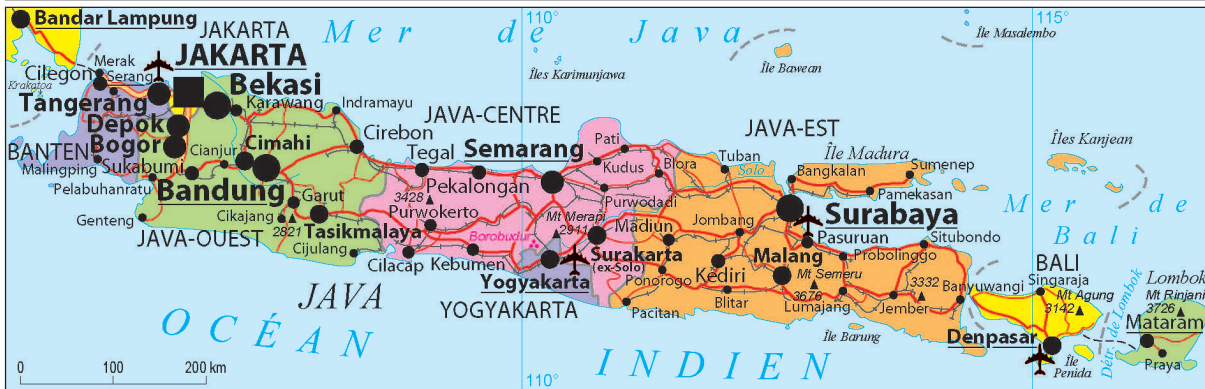 110°
115°
Bandar Lampung
Mer de Java
JAKARTA
JAKARTA
Merak
Cilegon
Serang
Krakatoa
Tangerang
Bekasi
Karawang
Indramayu
Depok
Bogor
BANTEN
Malingping
Sukabumi
Cianjur
Cimahi
Cirebon
Pelabuhanratu
Bandung
Garut
Genteng
Cikajang
2821
Tasikmalaya
JAVA-OUEST
Cijulang
JAVA
JAVA-CENTRE
Îles Karimunjawa
Tegal
Semarang
Pekalongan
3428
Purwokerto
Pati
Kudus
Blora
Purwodadi
Mt Merapi
2911
Borobudur
Cilacap
Kebumen
Yogyakarta
YOGYAKARTA
Surakarta
(ex-Solo)
JAVA-EST
Île Bawean
Île Masalembo
Tuban
Solo
Île Madura
Bangkalan
Sumenep
Pamekasan
Îles Kanjean
Surabaya
Jombang
Madiun
Pasuruan
Situbondo
Malang
Probolinggo
Kediri
Mt Semeru
3676
Ponorogo
Blitar
Lumajang
3332
Banyuwangi
Pacitan
Jember
Île Barung
Mer de
Bali
BALI
Singaraja
Mt Agung
3142
Denpasar
Île
Penida
Détr. de Lombok
Lombok
Mt Rinjani
3726
Mataram
Praya
OCÉAN INDIEN
0 100 200 km
110°
115°